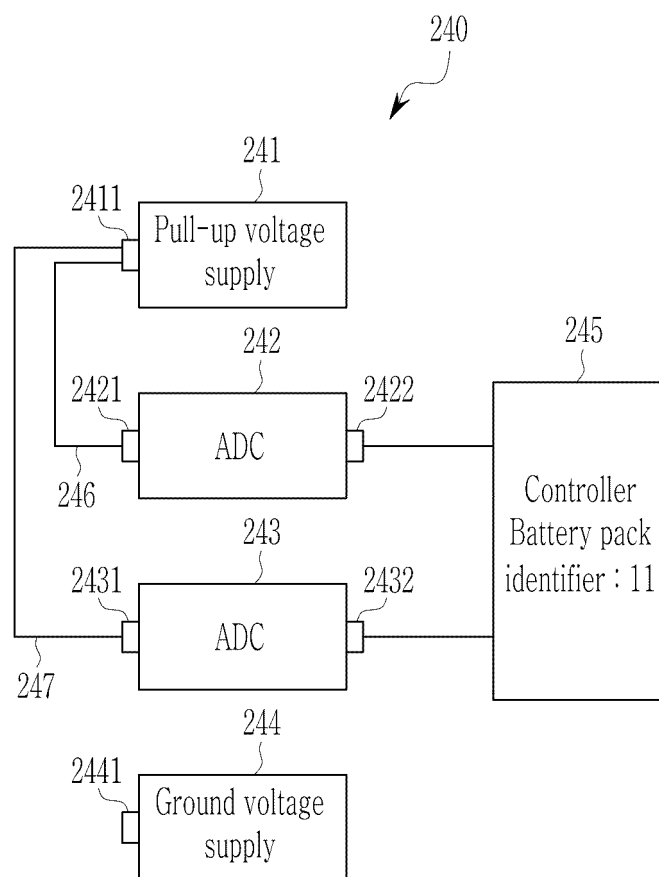 240
241
2411
Pull-up voltage
supply
242
245
2421
2422
ADC
246
Controller
Battery pack
identifier : 11
243
2431
2432
ADC
247
244
2441
Ground voltage
supply